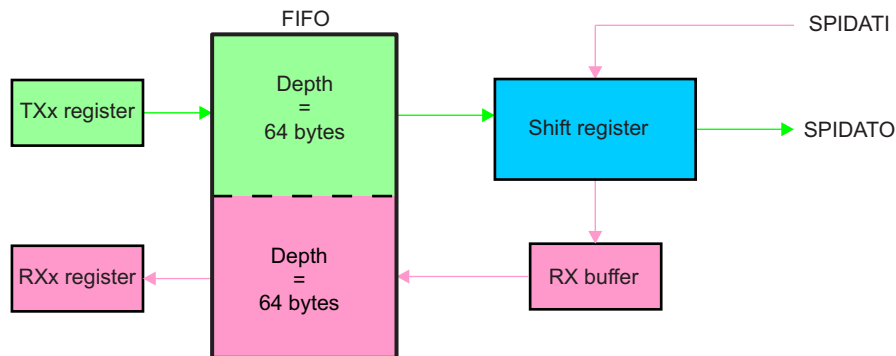 FIFO
SPIDATI
TXx register
Depth
=
64 bytes
Shift register
SPIDATO
RXx register
Depth
=
64 bytes
RX buffer